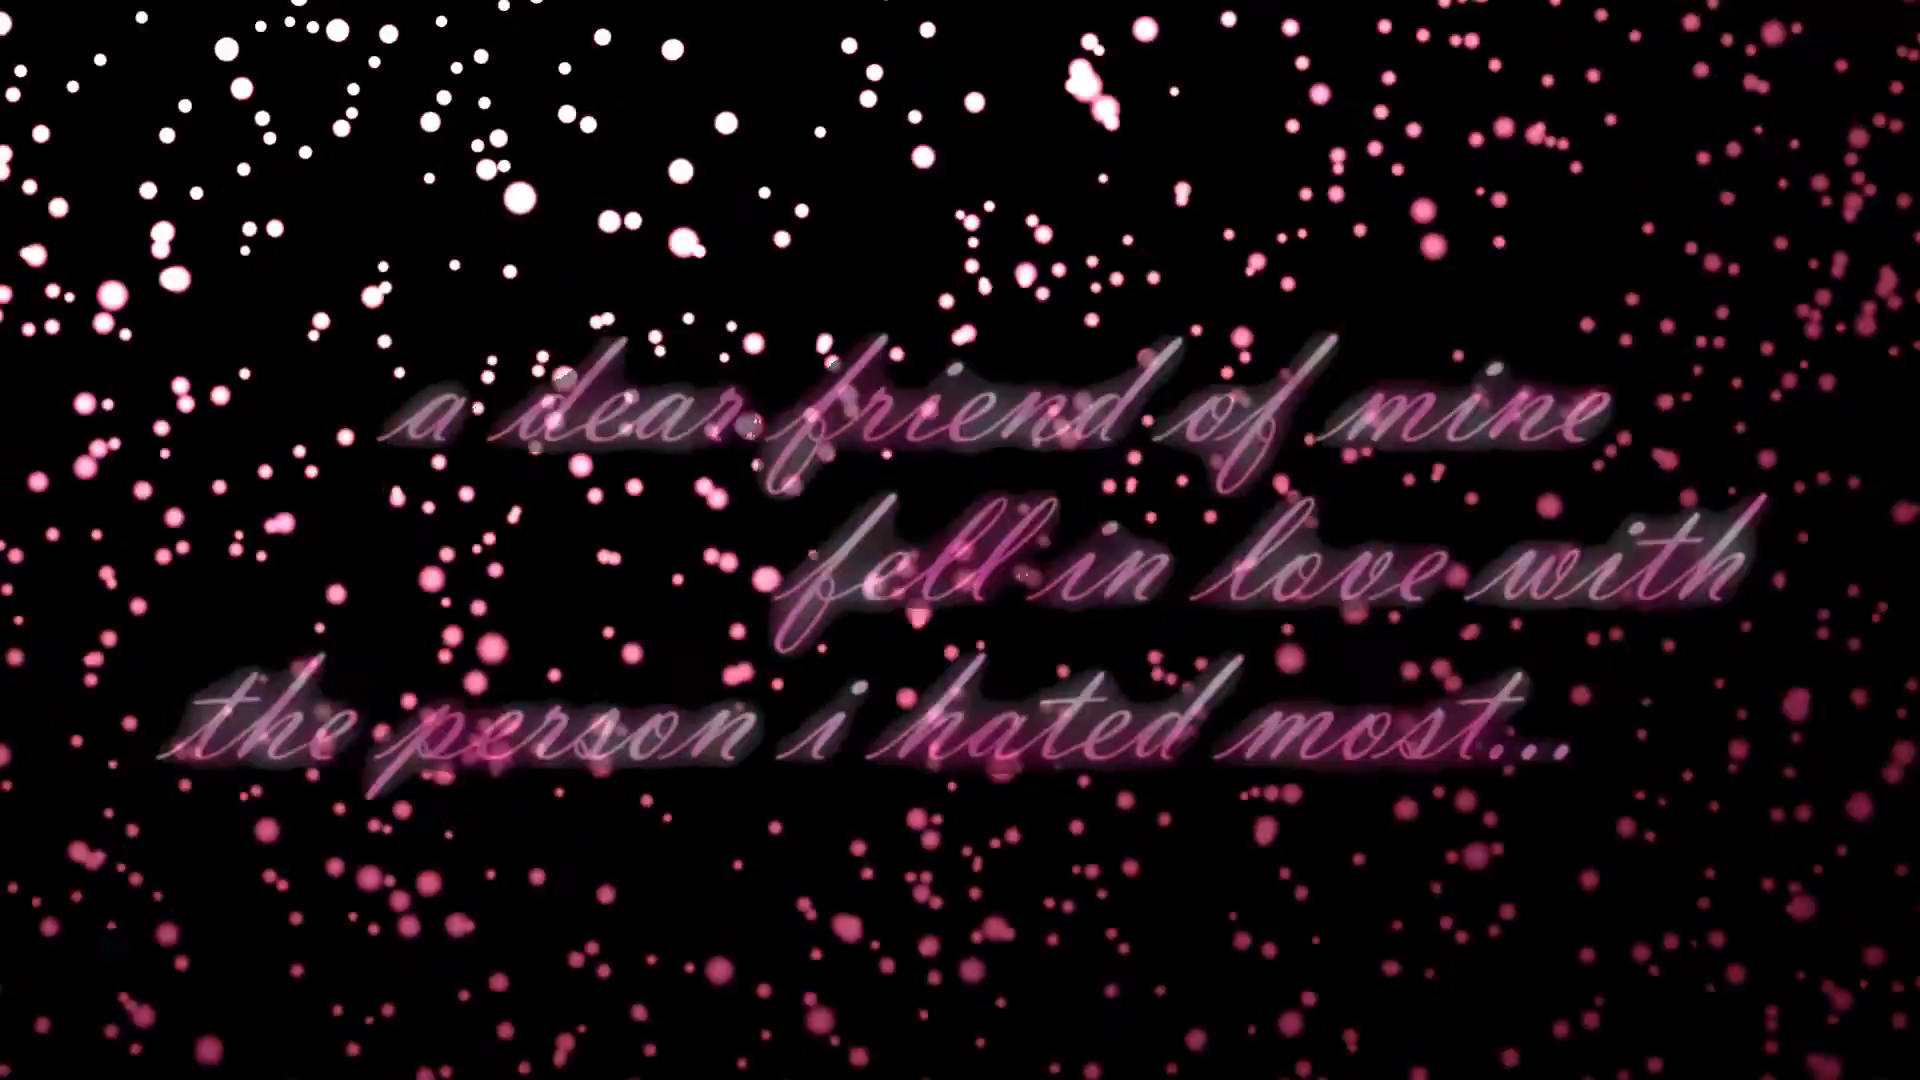 a dear friend of mine
fell in love with
the person i hated most...